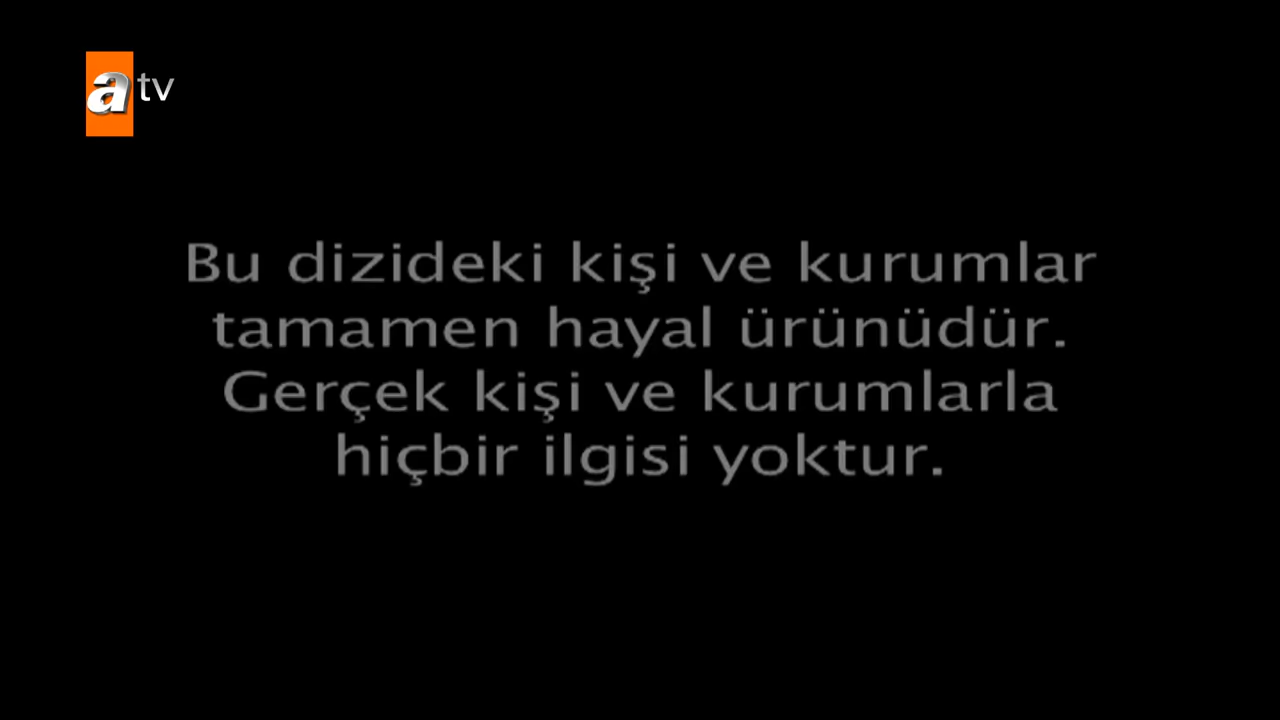 atv
Bu dizideki kişi ve kurumlar
tamamen hayal ürünüdür.
Gerçek kişi ve kurumlarla
hiçbir ilgisi yoktur.